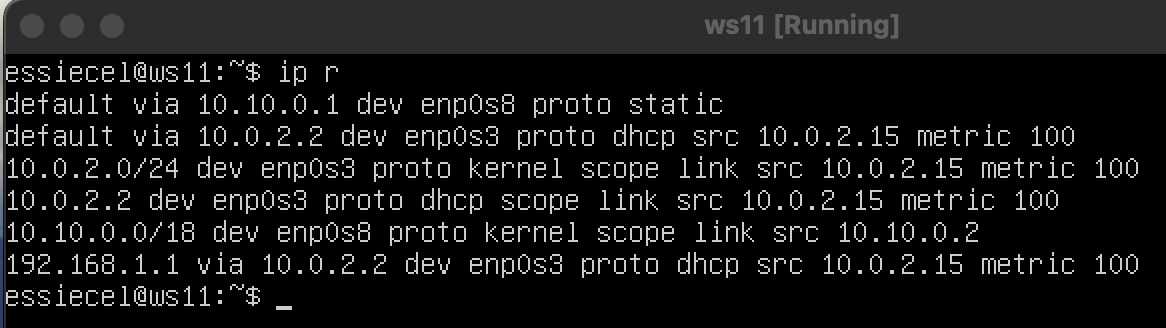 ws11 [Running]
essiecel@ws11:~$ ip r
default via 10.10.0.1 dev enp0s8 proto static
default via 10.0.2.2 dev enp0s3 proto dhcp src 10.0.2.15 metric 100
10.0.2.0/24 dev enp0s3 proto kernel scope link src 10.0.2.15 metric 100
10.0.2.2 dev enp0s3 proto dhcp scope link src 10.0.2.15 metric 100
10.10.0.0/18 dev enp0s8 proto kernel scope link src 10.10.0.2
192.168.1.1 via 10.0.2.2 dev enp0s3 proto dhcp src 10.0.2.15 metric 100
essiecel@ws11:~$ _